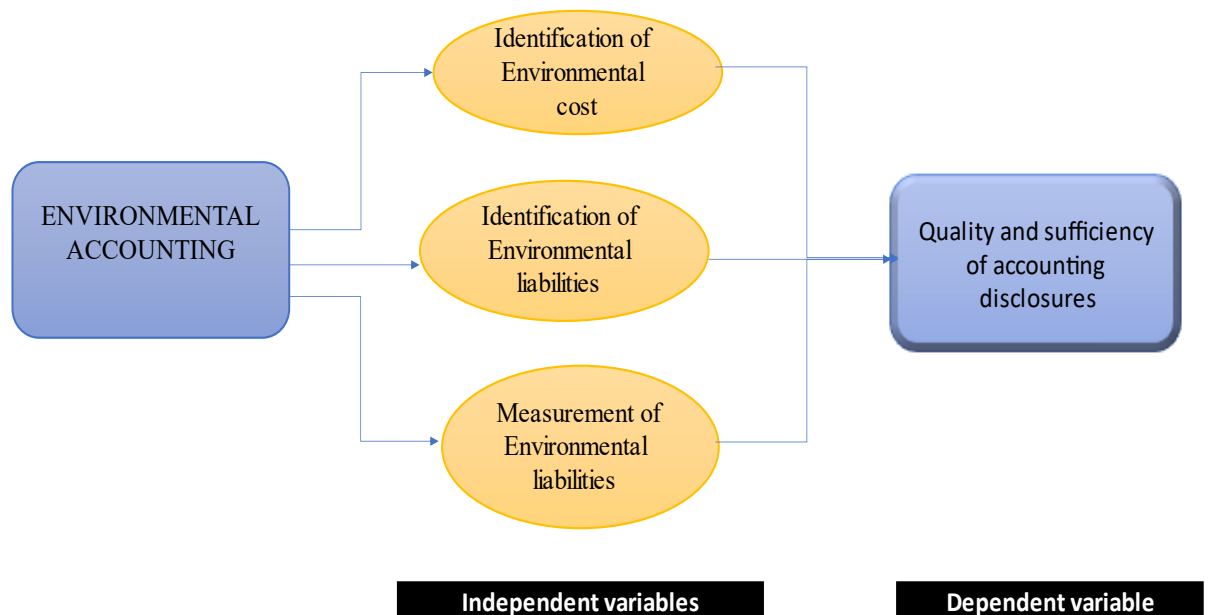 ENVIRONMENTAL
ACCOUNTING
Identification of
Environmental
cost
Identification of
Environmental
liabilities
Measurement of
Environmental
liabilities
Quality and sufficiency
of accounting
disclosures
Independent variables
Dependent variable